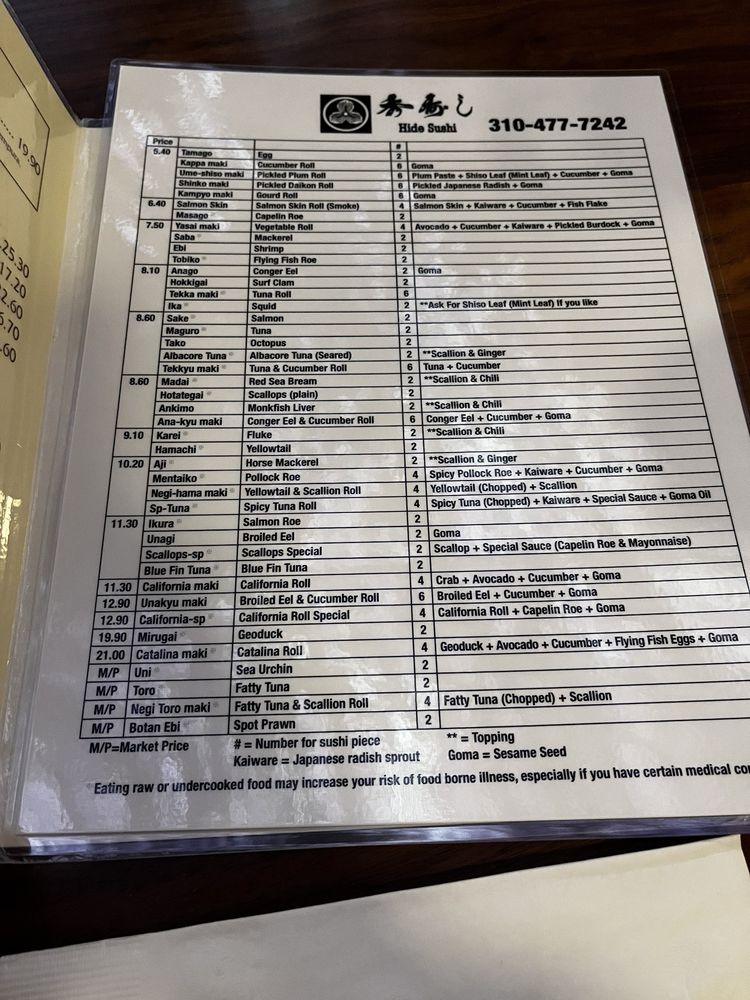 19.90
25.30
17.20
.60
秀寿し
Hide Sushi 310-477-7242
Price #
5.40 Tamago Egg 2
Kappa maki Cucumber Roll 6 Goma
Ume-shiso maki Pickled Plum Roll 6 Plum Paste + Shiso Leaf (Mint Leaf) + Cucumber + Goma
Shinko maki Pickled Daikon Roll 6 Pickled Japanese Radish + Goma
Kampyo maki Gourd Roll 6 Goma
6.40 Salmon Skin Salmon Skin Roll (Smoke) 4 Salmon Skin + Kaiware + Cucumber + Fish Flake
Masago Capelin Roe 2
7.50 Yasai maki Vegetable Roll 4 Avocado + Cucumber + Kaiware + Pickled Burdock + Goma
Saba Mackerel 2
Ebi Shrimp 2
Tobiko Flying Fish Roe 2
8.10 Anago Conger Eel 2 Goma
Hokkigai Surf Clam 2
Tekka maki Tuna Roll 6
Ika Squid 2 **Ask For Shiso Leaf (Mint Leaf) If you like
8.60 Sake Salmon 2
Maguro Tuna 2
Tako Octopus 2
Albacore Tuna Albacore Tuna (Seared) 2 **Scallion & Ginger
Tekkyu maki Tuna & Cucumber Roll 6 Tuna + Cucumber
8.60 Madai Red Sea Bream 2 **Scallion & Chili
Hotategai Scallops (plain) 2
Ankimo Monkfish Liver 2 **Scallion & Chili
Ana-kyu maki Conger Eel & Cucumber Roll 6 Conger Eel + Cucumber + Goma
9.10 Karei Fluke 2 **Scallion & Chili
Hamachi Yellowtail 2
10.20 Aji Horse Mackerel 2 **Scallion & Ginger
Mentaiko Pollock Roe 4 Spicy Pollock Roe + Kaiware + Cucumber + Goma
Negi-hama maki Yellowtail & Scallion Roll 4 Yellowtail (Chopped) + Scallion
Sp-Tuna Spicy Tuna Roll 4 Spicy Tuna (Chopped) + Kaiware + Special Sauce + Goma Oil
11.30 Ikura Salmon Roe 2
Unagi Broiled Eel 2 Goma
Scallops-sp Scallops Special 2 Scallop + Special Sauce (Capelin Roe & Mayonnaise)
Blue Fin Tuna Blue Fin Tuna 2
11.30 California maki California Roll 4 Crab + Avocado + Cucumber + Goma
12.90 Unakyu maki Broiled Eel & Cucumber Roll 6 Broiled Eel + Cucumber + Goma
12.90 California-sp California Roll Special 4 California Roll + Capelin Roe + Goma
19.90 Mirugai Geoduck 2
21.00 Catalina maki Catalina Roll 4 Geoduck + Avocado + Cucumber + Flying Fish Eggs + Goma
M/P Uni Sea Urchin 2
M/P Toro Fatty Tuna 2
M/P Negi Toro maki Fatty Tuna & Scallion Roll 4 Fatty Tuna (Chopped) + Scallion
M/P Botan Ebi Spot Prawn 2
M/P=Market Price # = Number for sushi piece ** = Topping
Kaiware = Japanese radish sprout Goma = Sesame Seed
Eating raw or undercooked food may increase your risk of food borne illness, especially if you have certain medical